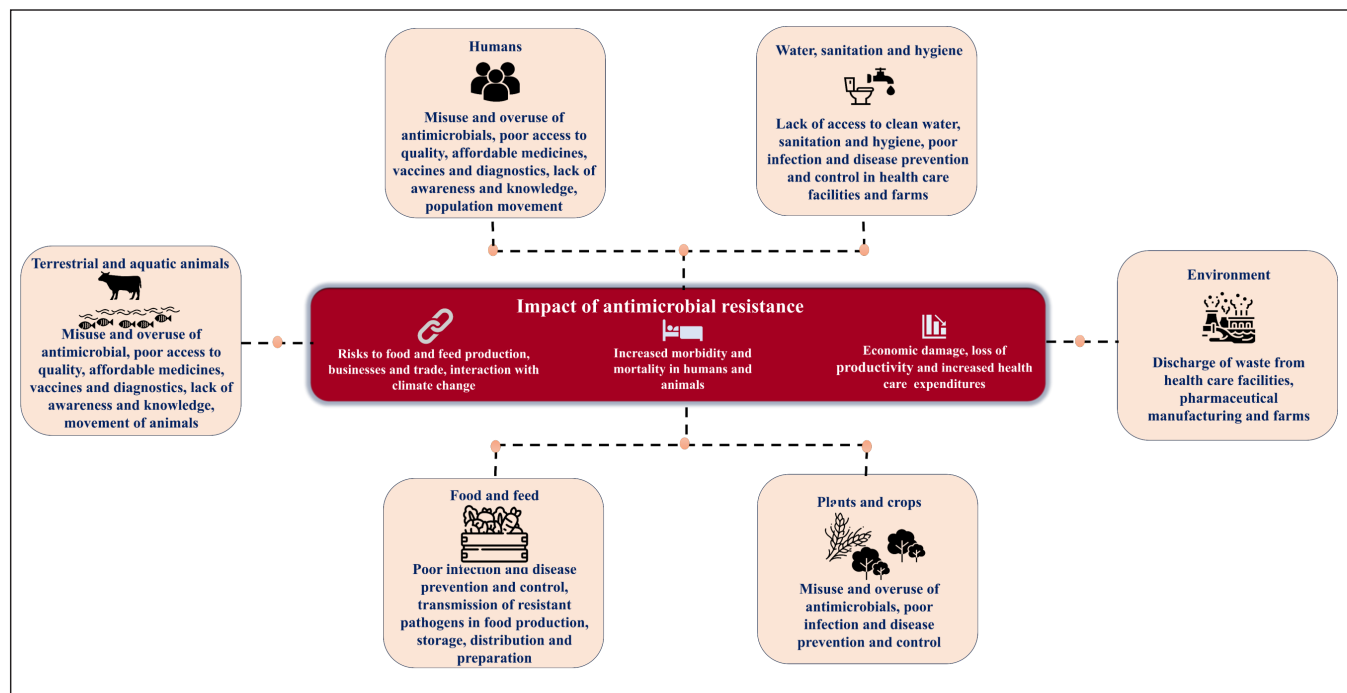 Humans
Misuse and overuse of
antimicrobials, poor access to
quality, affordable medicines,
vaccines and diagnostics, lack of
awareness and knowledge,
population movement
Water, sanitation and hygiene
Lack of access to clean water,
sanitation and hygiene, poor
infection and disease prevention
and control in health care
facilities and farms
Terrestrial and aquatic animals
Misuse and overuse of
antimicrobial, poor access to
quality, affordable medicines,
vaccines and diagnostics, lack of
awareness and knowledge,
movement of animals
Impact of antimicrobial resistance
Risks to food and feed production,
businesses and trade, interaction with
climate change
Increased morbidity and
mortality in humans and
animals
Economic damage, loss of
productivity and increased health
care expenditures
Environment
Discharge of waste from
health care facilities,
pharmaceutical
manufacturing and farms
Food and feed
Poor infection and disease
prevention and control,
transmission of resistant
pathogens in food production,
storage, distribution and
preparation
Plants and crops
Misuse and overuse of
antimicrobials, poor
infection and disease
prevention and control